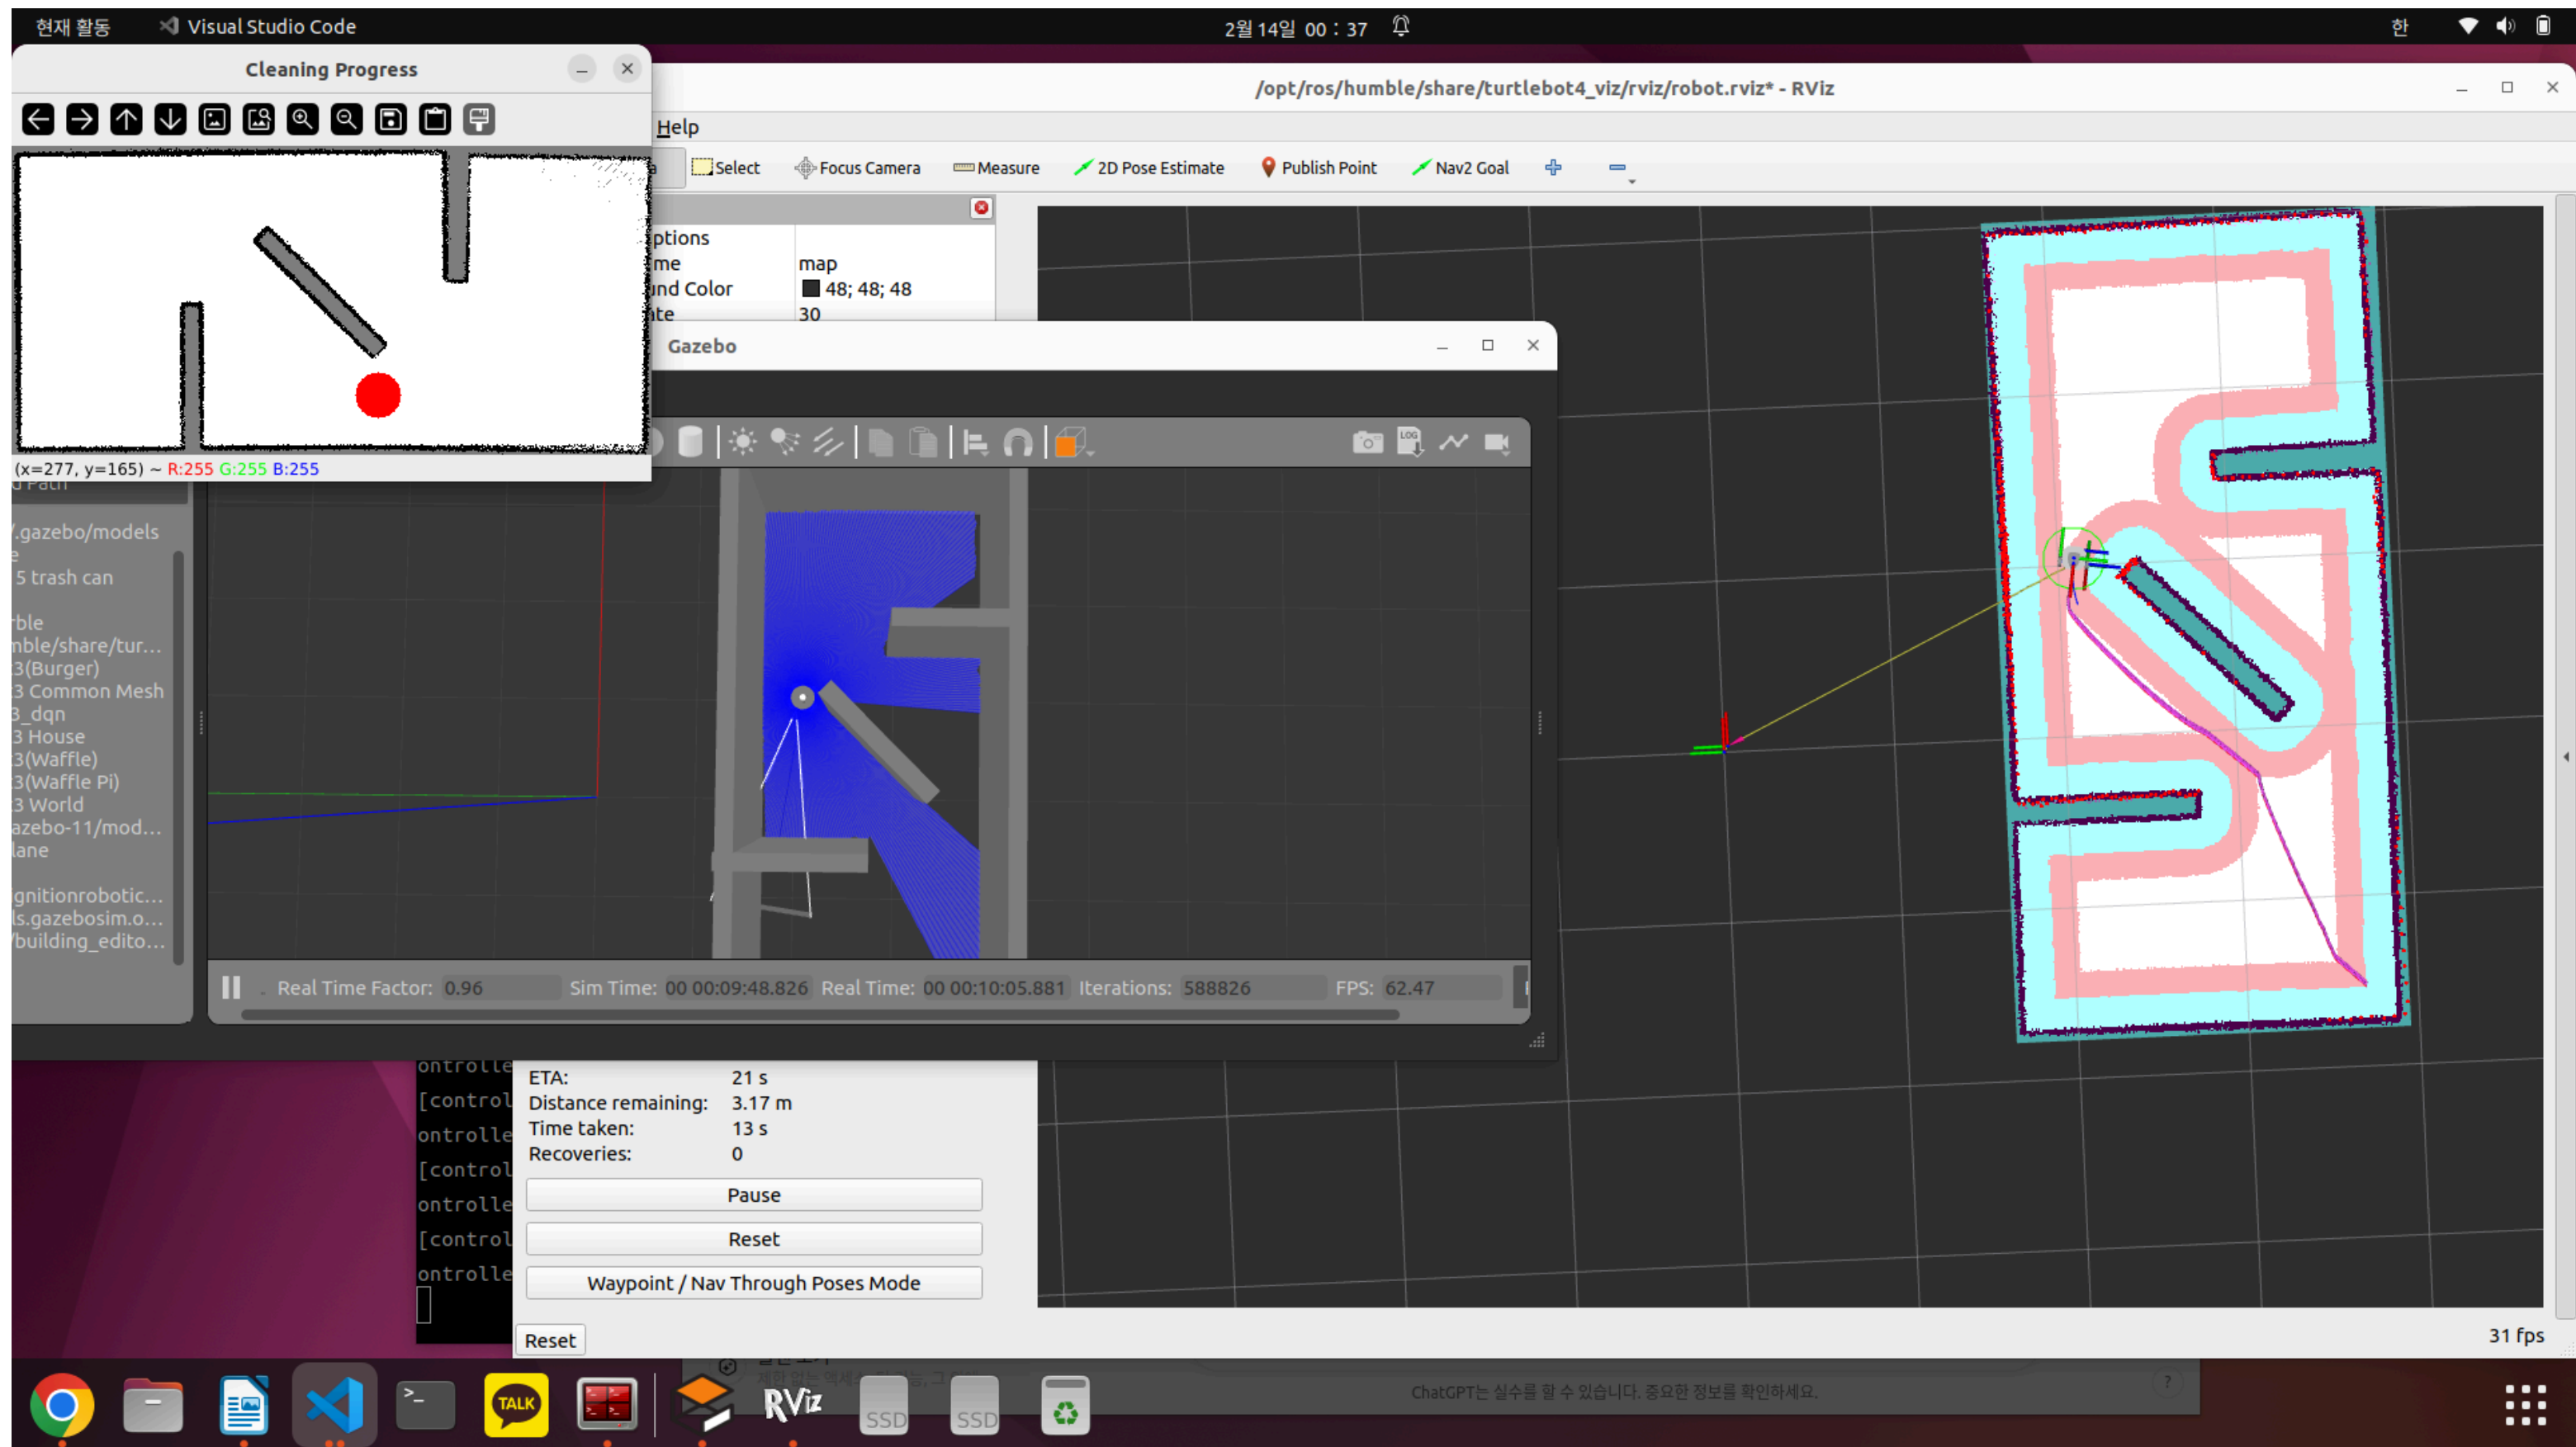 현재 활동
Visual Studio Code
2월 14일 00 : 37
한
Cleaning Progress
/opt/ros/humble/share/turtlebot4_viz/rviz/robot.rviz* - RViz
Help
Select
Focus Camera
Measure
2D Pose Estimate
Publish Point
Nav2 Goal
ptions
me
map
und Color
48; 48; 48
ate
30
Gazebo
(x=277, y=165) ~ R:255 G:255 B:255
d Path
LOG
/.gazebo/models
e
5 trash can
rble
mble/share/tur...
3(Burger)
3 Common Mesh
3_dqn
3 House
3(Waffle)
3(Waffle Pi)
3 World
azebo-11/mod...
lane
ignitionrobotic...
ls.gazebosim.o...
/building_edito...
Real Time Factor: 0.96
Sim Time: 00 00:09:48.826
Real Time: 00 00:10:05.881
Iterations: 588826
FPS: 62.47
ontrolle
[control
ontrolle
[control
ontrolle
[control
ontrolle
ETA: 21 s
Distance remaining: 3.17 m
Time taken: 13 s
Recoveries: 0
Pause
Reset
Waypoint / Nav Through Poses Mode
Reset
31 fps
ChatGPT는 실수를 할 수 있습니다. 중요한 정보를 확인하세요.
?
>_
TALK
RViz
SSD
SSD